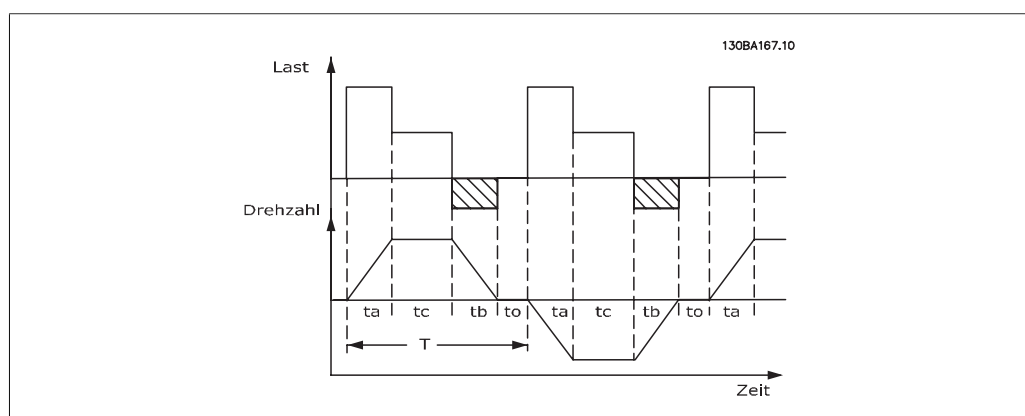 130BA167.10
Last
Drehzahl
ta tc tb to ta tc tb to ta
T
Zeit